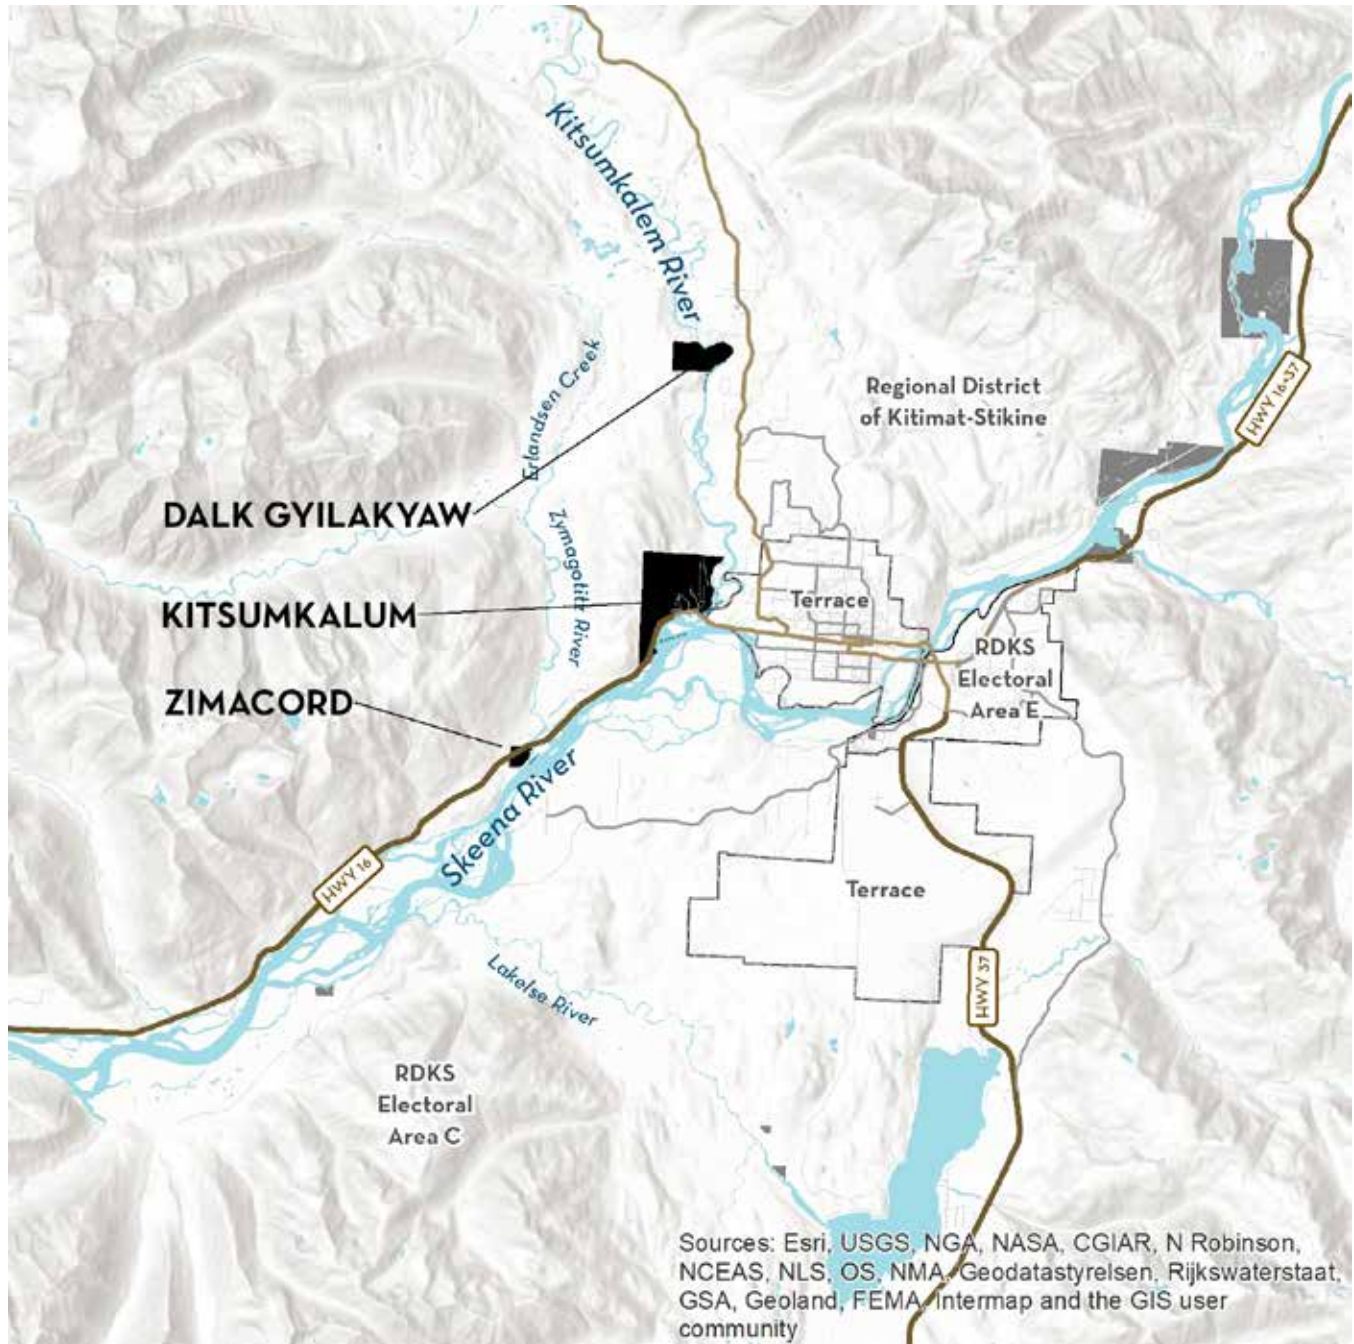 Kitsumkalem River
Erlandsen Creek
Regional District
of Kitimat-Stikine
HWY 16-37
DALK GYILAKYAW
Zymagotitz River
KITSUMKALUM
Terrace
RDKS
Electoral
Area E
ZIMACORD
Skeena River
HWY 16
Terrace
HWY 37
Lakelse River
RDKS
Electoral
Area C
Sources: Esri, USGS, NGA, NASA, CGIAR, N Robinson,
NCEAS, NLS, OS, NMA, Geodatastyrelsen, Rijkswaterstaat,
GSA, Geoland, FEMA, Intermap and the GIS user
community